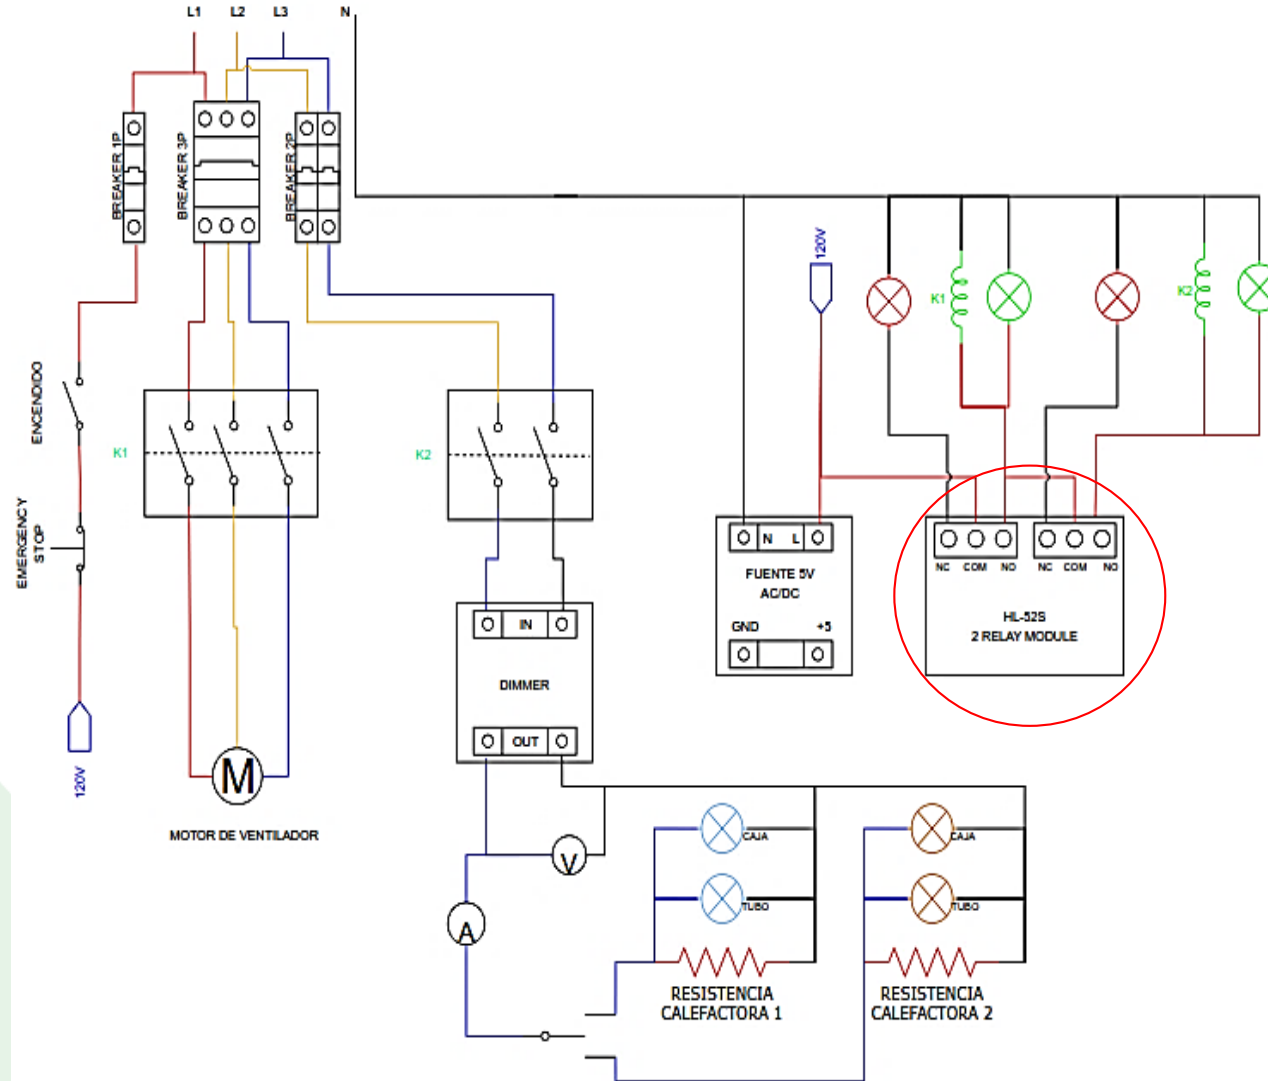 L1 L2 L3 N
BREAKER 1P
BREAKER 3P
BREAKER 2P
120V
K1
K2
ENCENDIDO
K1
K2
EMERGENCY
STOP
N L
FUENTE 5V
AC/DC
GND +5
NC COM NO NC COM NO
HL-52S
2 RELAY MODULE
IN
DIMMER
OUT
120V
M
MOTOR DE VENTILADOR
V
A
CAJA
TUBO
CAJA
TUBO
RESISTENCIA
CALEFACTORA 1
RESISTENCIA
CALEFACTORA 2